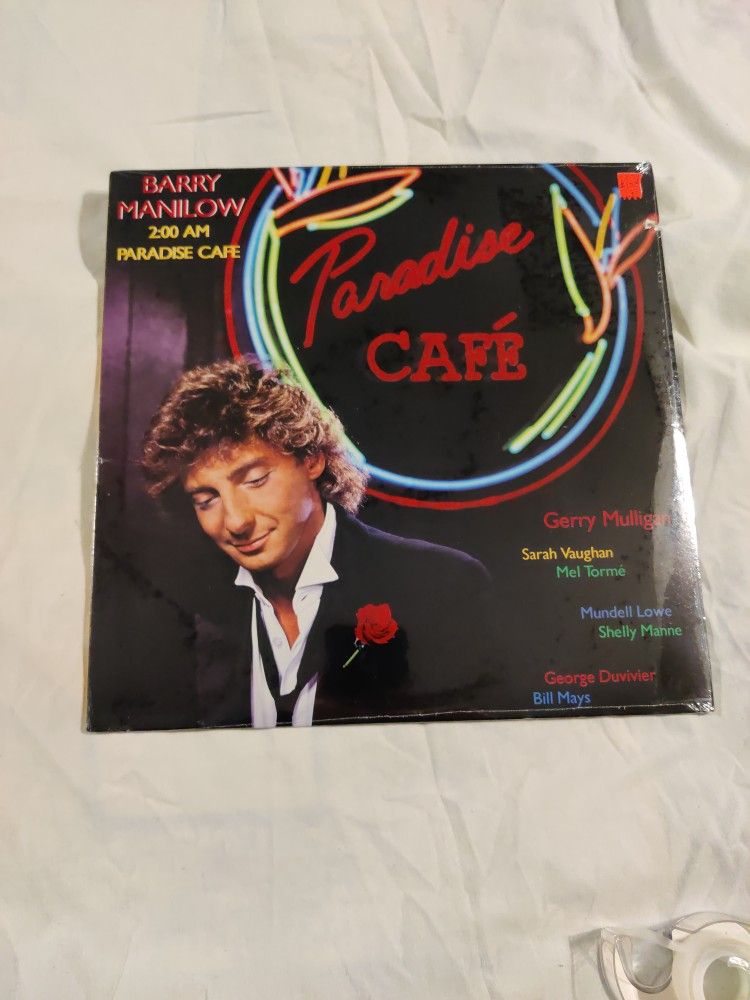 BARRY
MANILOW
2:00 AM
PARADISE CAFE
Paradise
CAFÉ
Gerry Mulligan
Sarah Vaughan
Mel Tormé
Mundell Lowe
Shelly Manne
George Duvivier
Bill Mays